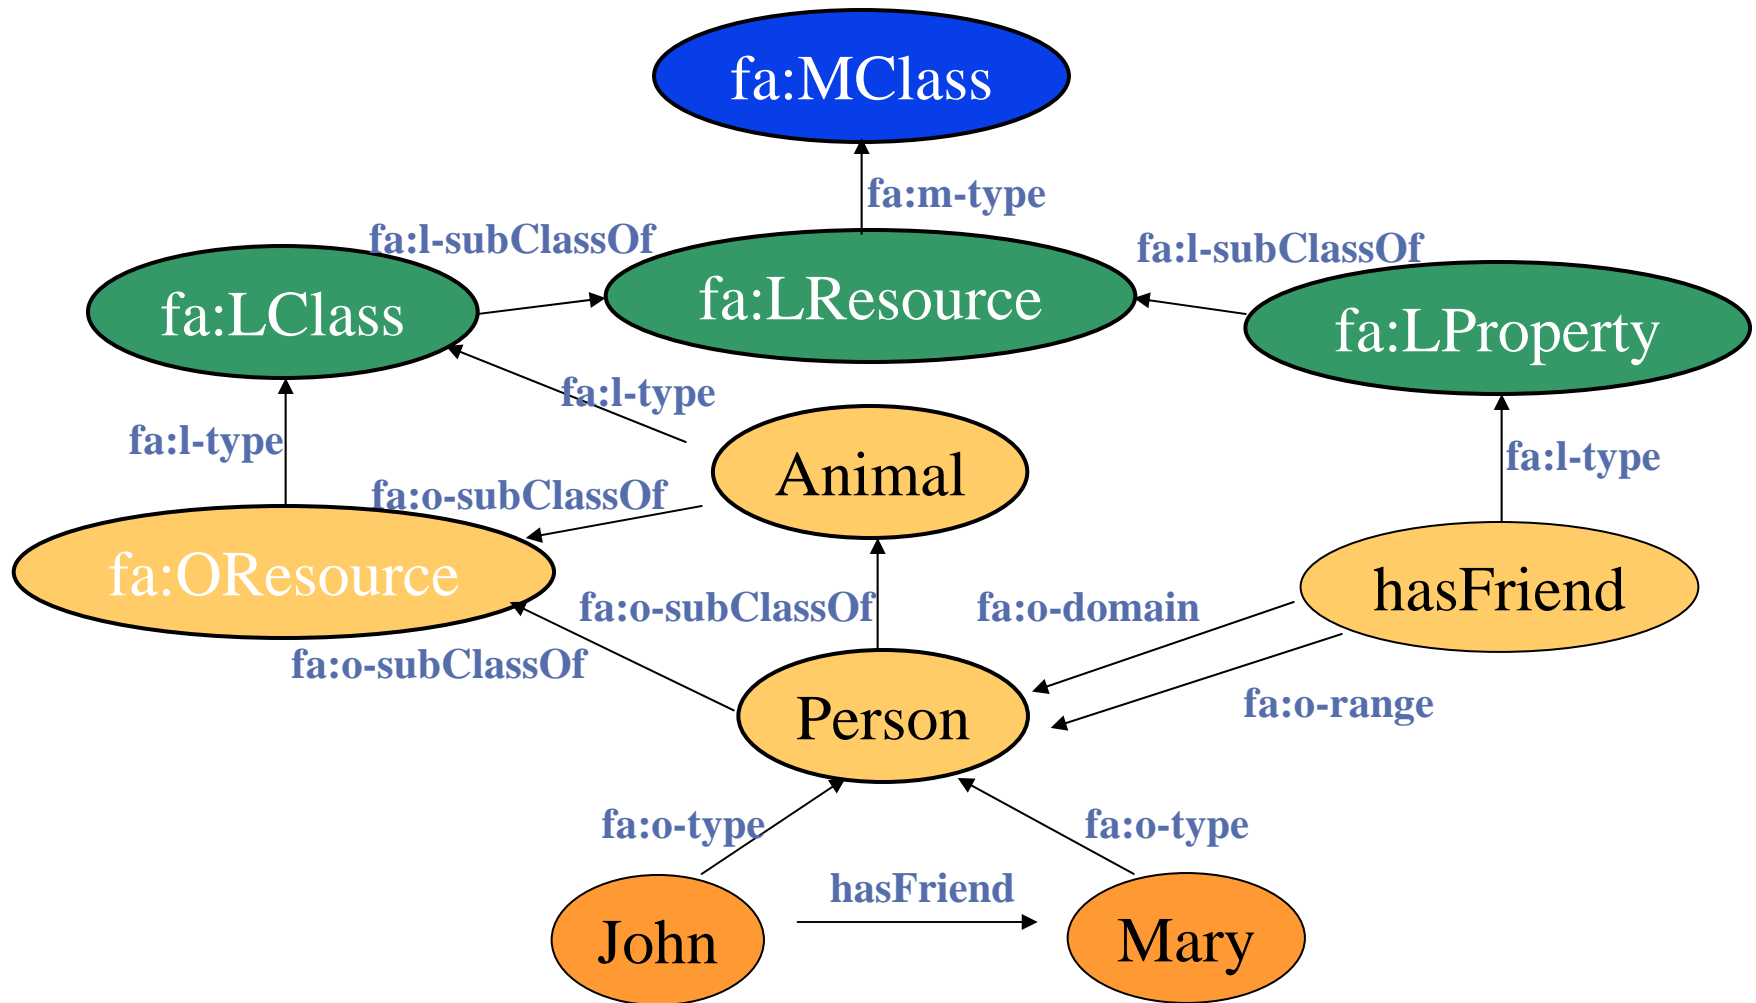 fa:MClass
fa:m-type
fa:l-subClassOf
fa:l-subClassOf
fa:LClass
fa:LResource
fa:LProperty
fa:l-type
fa:l-type
fa:l-type
Animal
fa:o-subClassOf
fa:OResource
hasFriend
fa:o-subClassOf
fa:o-domain
fa:o-subClassOf
Person
fa:o-range
fa:o-type
fa:o-type
hasFriend
John
Mary